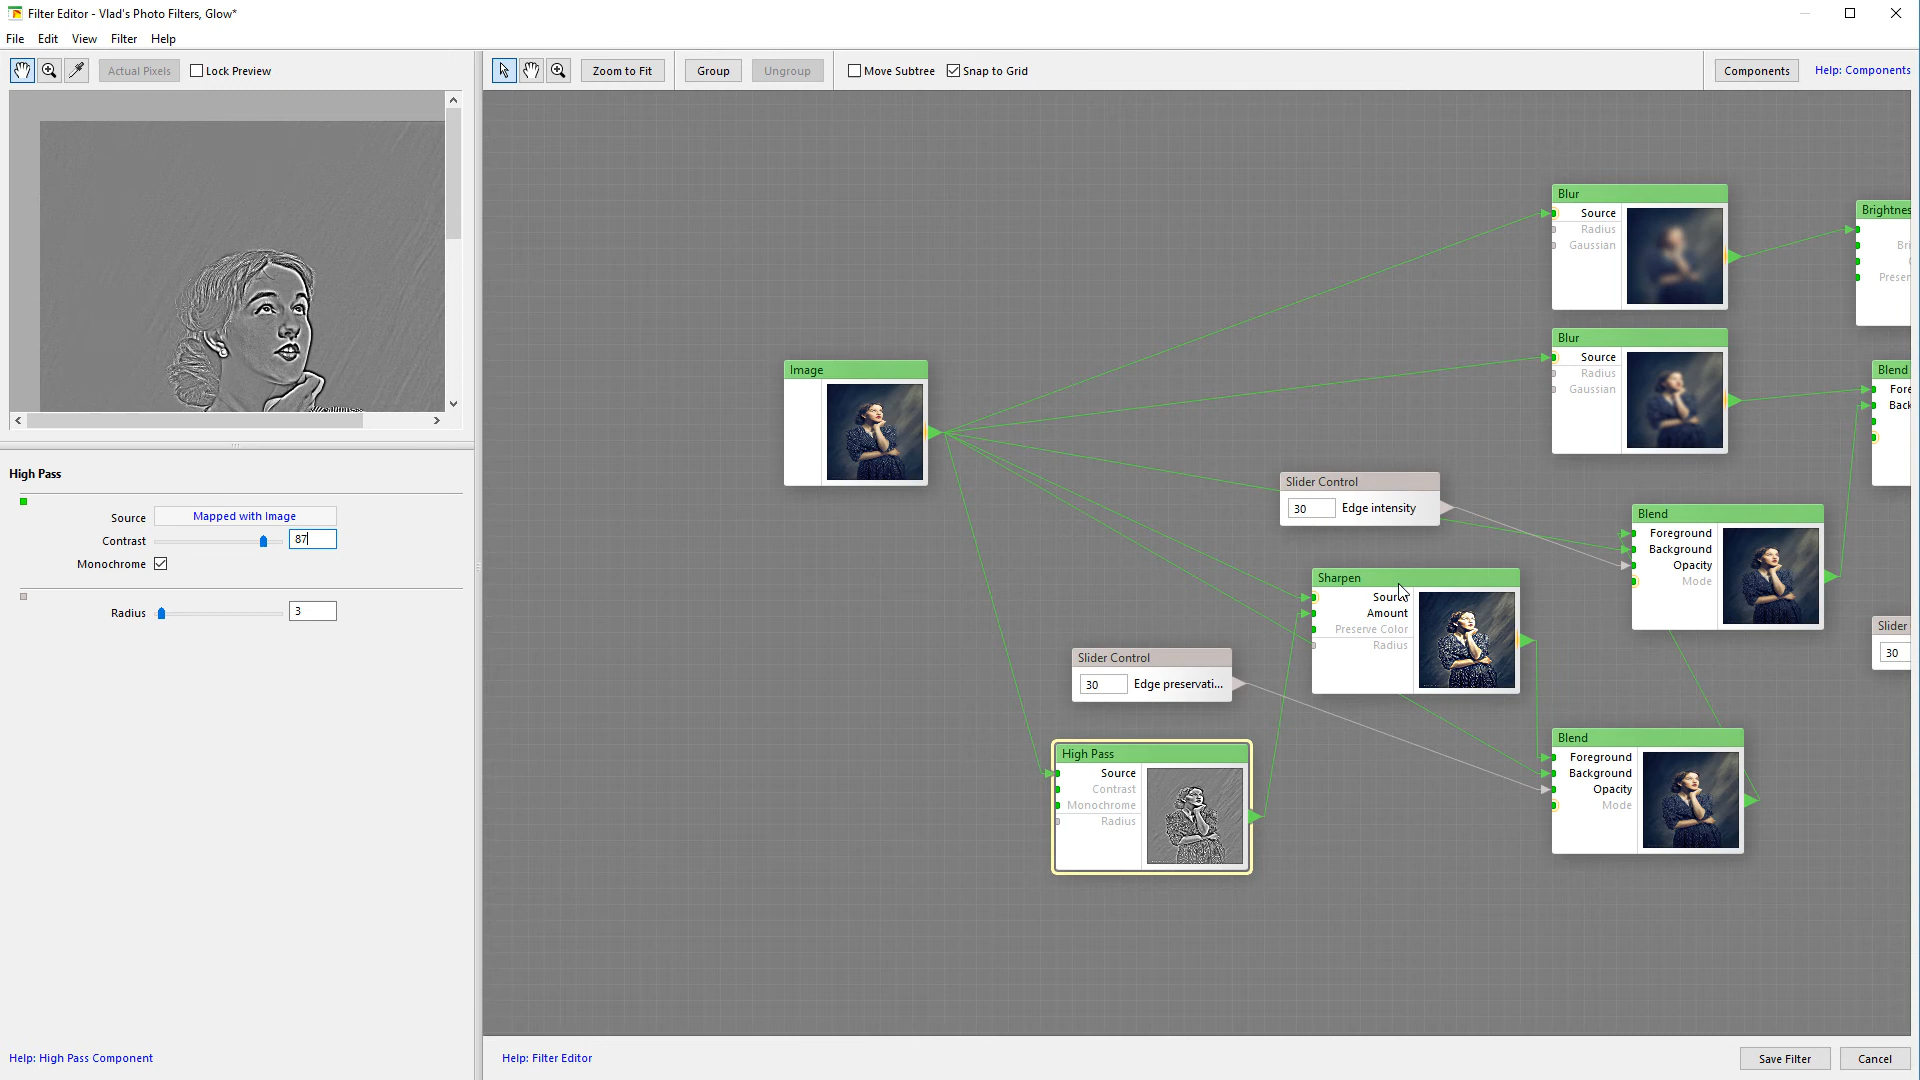 Filter Editor - Vlad's Photo Filters, Glow*
File Edit View Filter Help
Actual Pixels Lock Preview
Zoom to Fit Group Ungroup Move Subtree Snap to Grid Components Help: Components
High Pass
Source Mapped with Image
Contrast 87
Monochrome
Radius 3
Help: High Pass Component
Image
Blur
Source
Radius
Gaussian
Brightnes
Bri
Preser
Blur
Source
Radius
Gaussian
Blend
Fore
Back
Slider Control
30 Edge intensity
Blend
Foreground
Background
Opacity
Mode
Sharpen
Source
Amount
Preserve Color
Radius
Slider
30
Slider Control
30 Edge preservati...
High Pass
Source
Contrast
Monochrome
Radius
Blend
Foreground
Background
Opacity
Mode
Help: Filter Editor
Save Filter Cancel